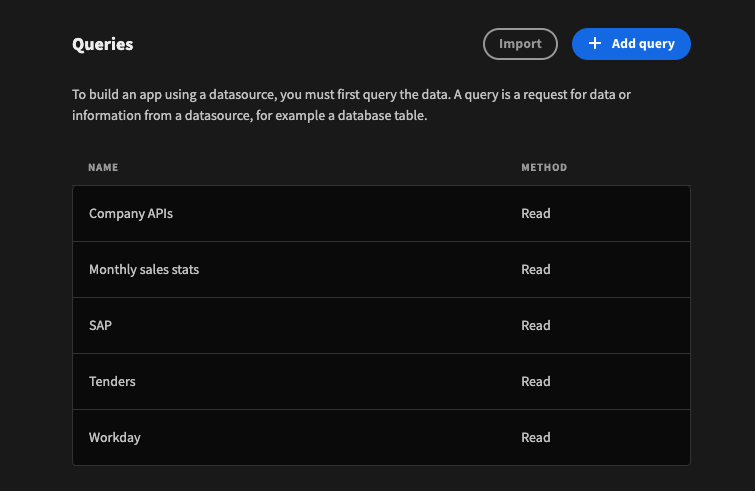 Queries
Import
+ Add query
To build an app using a datasource, you must first query the data. A query is a request for data or
information from a datasource, for example a database table.
NAME METHOD
Company APIs Read
Monthly sales stats Read
SAP Read
Tenders Read
Workday Read